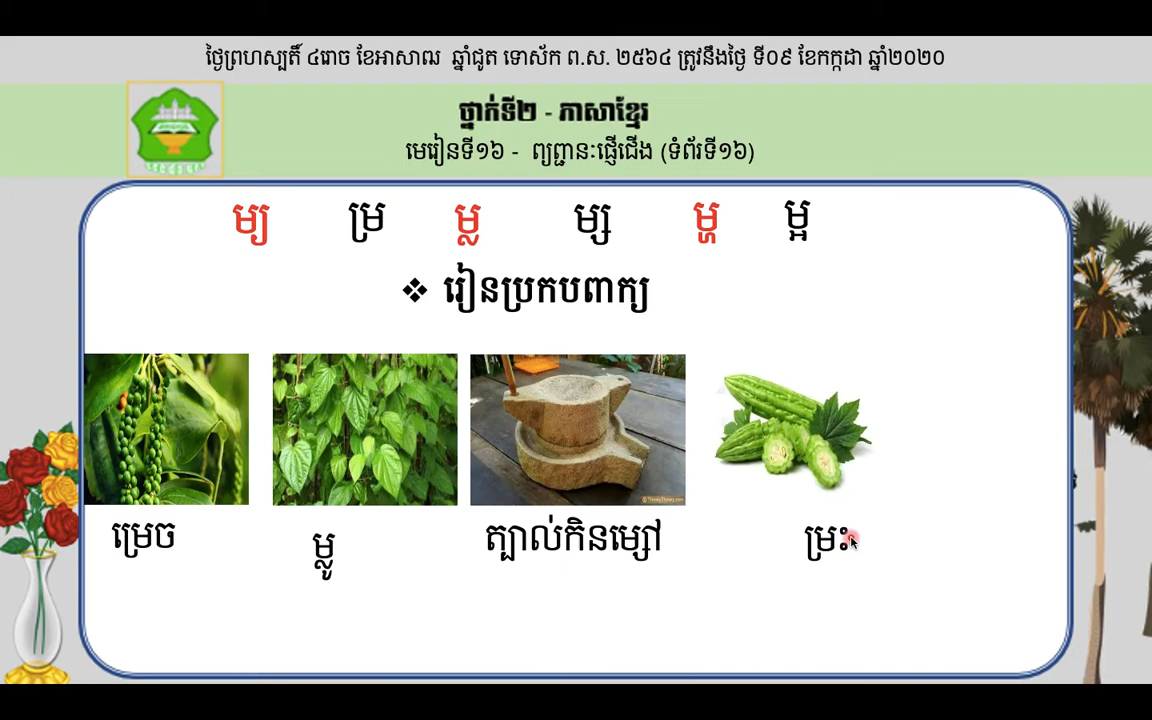 ថ្ងៃព្រហស្បតិ៍ ៤រោច ខែអាសាឍ ឆ្នាំជូត ទោស័ក ព.ស. ២៥៦៤ ត្រូវនឹងថ្ងៃ ទី០៩ ខែកក្កដា ឆ្នាំ២០២០
ថ្នាក់ទី២ - ភាសាខ្មែរ
មេរៀនទី១៦ - ព្យព្ជានៈផ្ញើជើង (ទំព័រទី១៦)
ម្យ ម្រ ម្ល ម្ស ម្ហ ម្អ
❖ រៀនប្រកបពាក្យ
ម្រេច ម្លូ ត្បាល់កិនម្សៅ ម្រះ